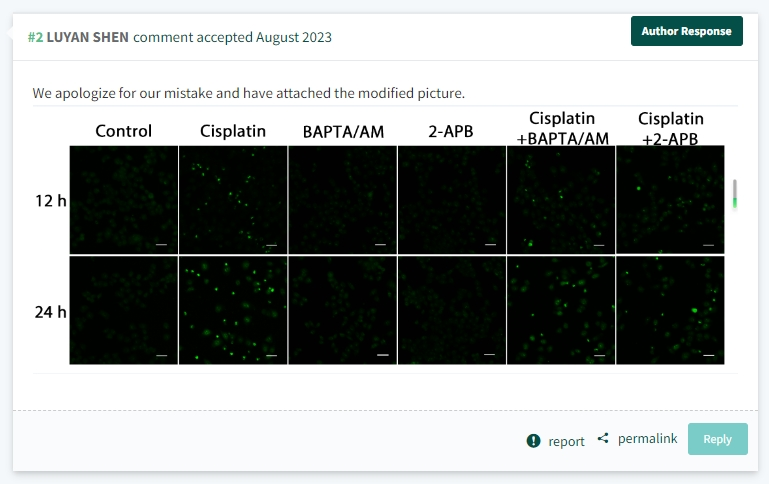 #2 LUYAN SHEN comment accepted August 2023
Author Response
We apologize for our mistake and have attached the modified picture.
Control Cisplatin BAPTA/AM 2-APB Cisplatin +BAPTA/AM Cisplatin +2-APB
12 h
24 h
report permalink Reply